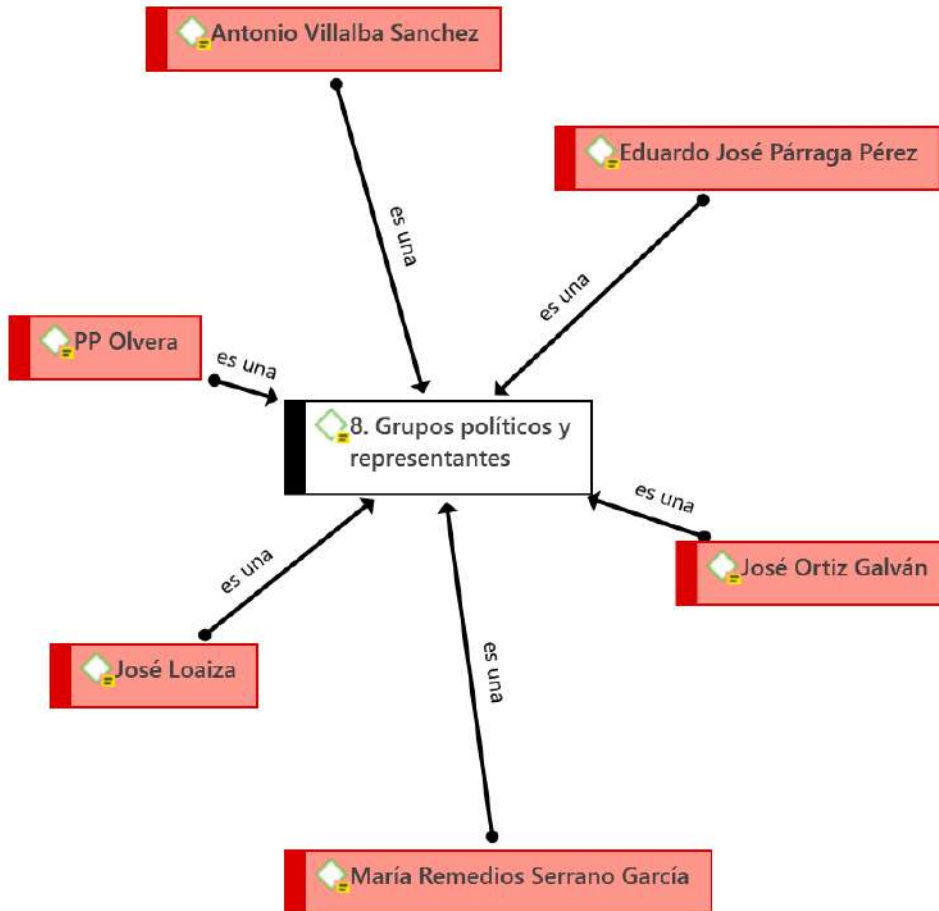 Antonio Villalba Sanchez
Eduardo José Párraga Pérez
es una
es una
PP Olvera
es una
8. Grupos políticos y
representantes
es una
José Ortiz Galván
es una
José Loaiza
es una
María Remedios Serrano García